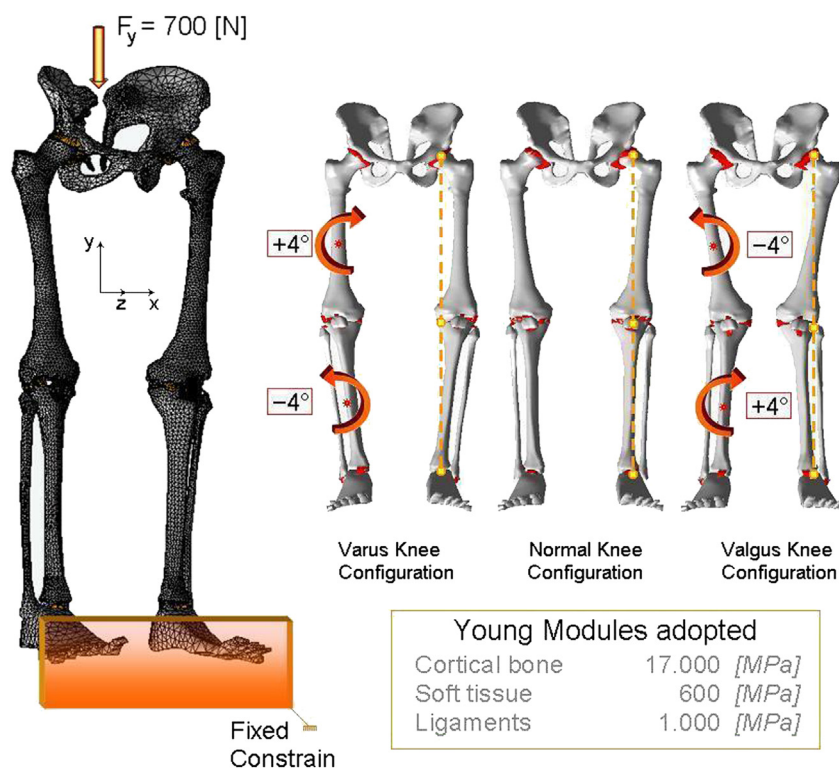 Fy = 700 [N]
y
z
x
+4°
−4°
−4°
+4°
Varus Knee
Configuration
Normal Knee
Configuration
Valgus Knee
Configuration
Young Modules adopted
Cortical bone 17.000 [MPa]
Soft tissue 600 [MPa]
Ligaments 1.000 [MPa]
Fixed
Constrain